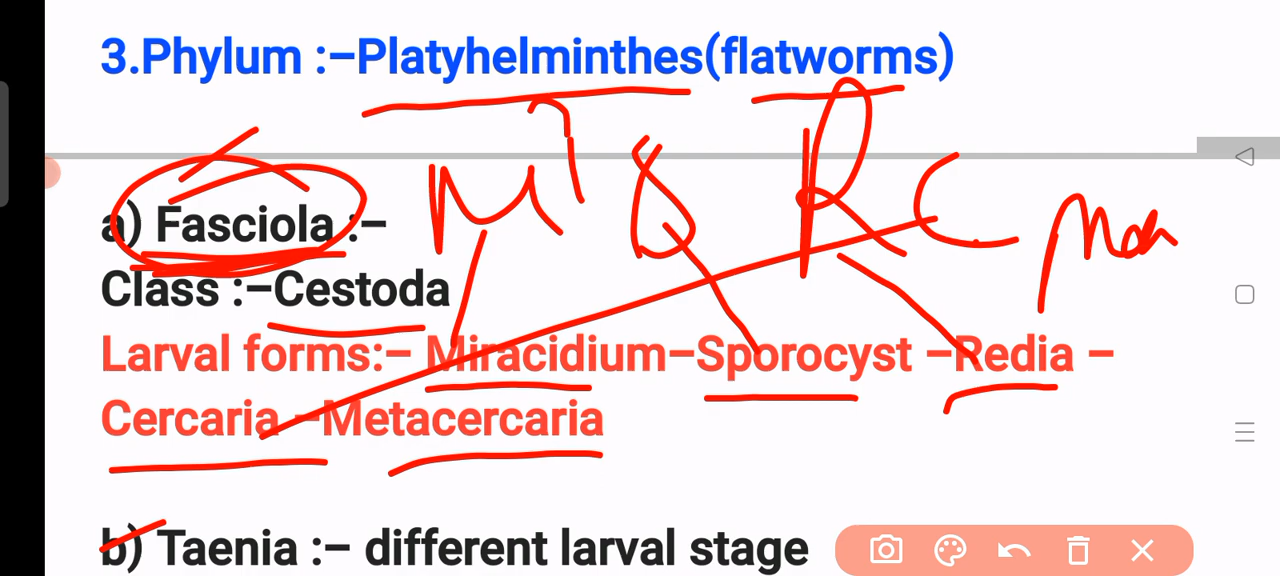 3.Phylum :–Platyhelminthes(flatworms)
M S R C
a) Fasciola :–
Class :–Cestoda
Larval forms:– Miracidium–Sporocyst –Redia –
Cercaria –Metacercaria
b) Taenia :– different larval stage